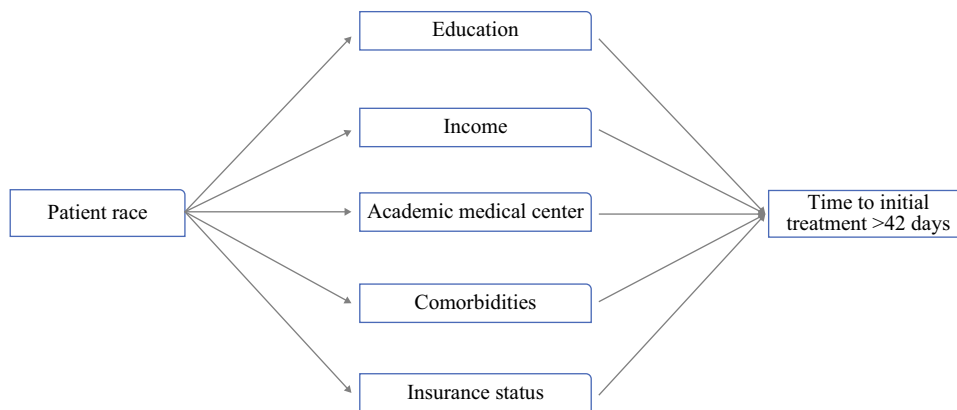 Education
Income
Patient race
Academic medical center
Time to initial
treatment >42 days
Comorbidities
Insurance status